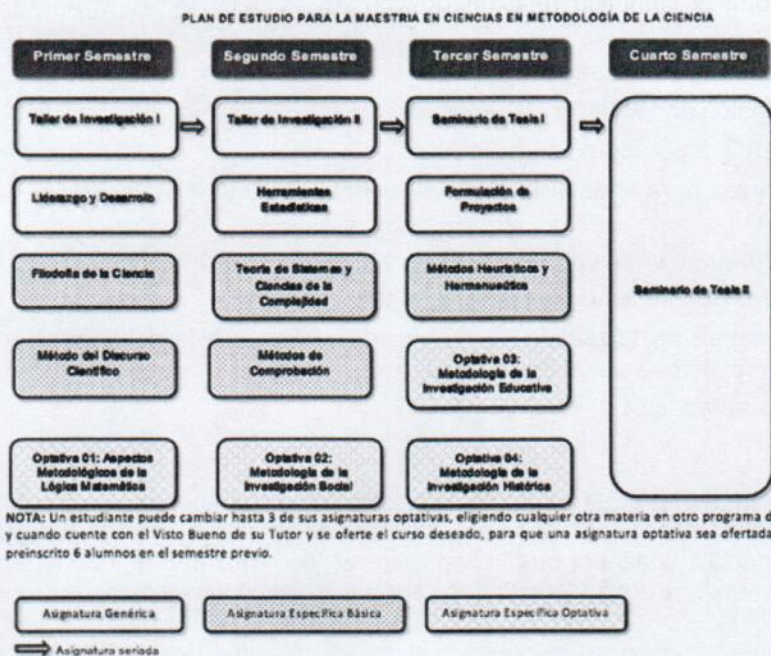 PLAN DE ESTUDIO PARA LA MAESTRIA EN CIENCIAS EN METODOLOGÍA DE LA CIENCIA
Primer Semestre
Segundo Semestre
Tercer Semestre
Cuarto Semestre
Taller de Investigación I
Taller de Investigación II
Seminario de Tesis I
Liderazgo y Desarrollo
Herramientas
Estadísticas
Formulación de
Proyectos
Filodofía de la Ciencia
Teoría de Sistemas y
Ciencias de la
Complejidad
Métodos Heurísticos y
Hermenueútica
Seminario de Tesis II
Método del Discurso
Científico
Métodos de
Comprobación
Optativa 03:
Metodología de la
Investigación Educativa
Optativa 01: Aspectos
Metodológicos de la
Lógica Matemática
Optativa 02:
Metodología de la
Investigación Social
Optativa 04:
Metodología de la
Investigación Histórica
NOTA: Un estudiante puede cambiar hasta 3 de sus asignaturas optativas, eligiendo cualquier otra materia en otro programa d
y cuando cuente con el Visto Bueno de su Tutor y se oferte el curso deseado, para que una asignatura optativa sea ofertada
preinscrito 6 alumnos en el semestre previo.
Asignatura Genérica
Asignatura Específica Básica
Asignatura Específica Optativa
Asignatura seriada